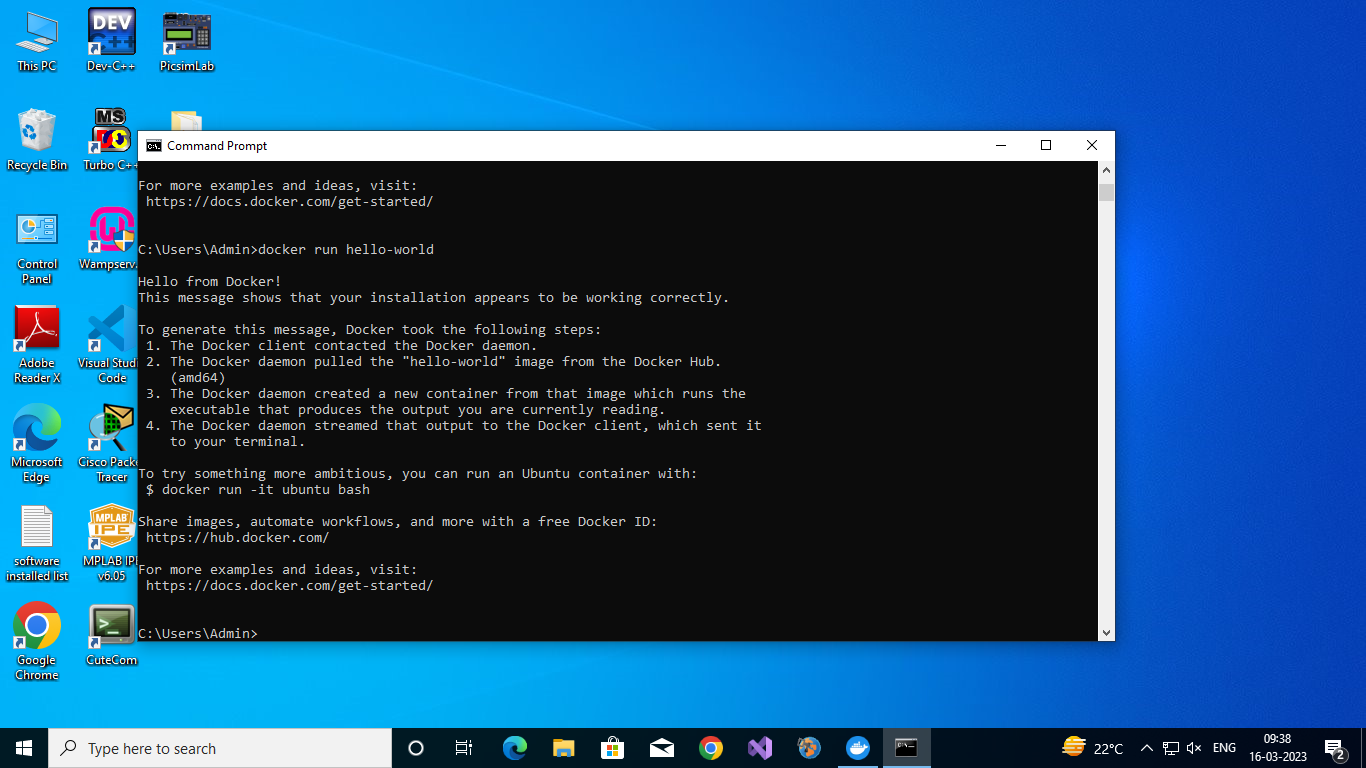 This PC
DEV
C++
Dev-C++
PicsimLab
Recycle Bin
MS
Turbo C++
Control
Panel
Wampserv...
Adobe
Reader X
Visual Studi
Code
Microsoft
Edge
Cisco Packe
Tracer
software
installed list
MPLAB
IPE
MPLAB IPE
v6.05
Google
Chrome
CuteCom
Command Prompt
For more examples and ideas, visit:
https://docs.docker.com/get-started/
C:\Users\Admin>docker run hello-world
Hello from Docker!
This message shows that your installation appears to be working correctly.
To generate this message, Docker took the following steps:
1. The Docker client contacted the Docker daemon.
2. The Docker daemon pulled the "hello-world" image from the Docker Hub.
(amd64)
3. The Docker daemon created a new container from that image which runs the
executable that produces the output you are currently reading.
4. The Docker daemon streamed that output to the Docker client, which sent it
to your terminal.
To try something more ambitious, you can run an Ubuntu container with:
$ docker run -it ubuntu bash
Share images, automate workflows, and more with a free Docker ID:
https://hub.docker.com/
For more examples and ideas, visit:
https://docs.docker.com/get-started/
C:\Users\Admin>
Type here to search
22°C
ENG
09:38
16-03-2023
2